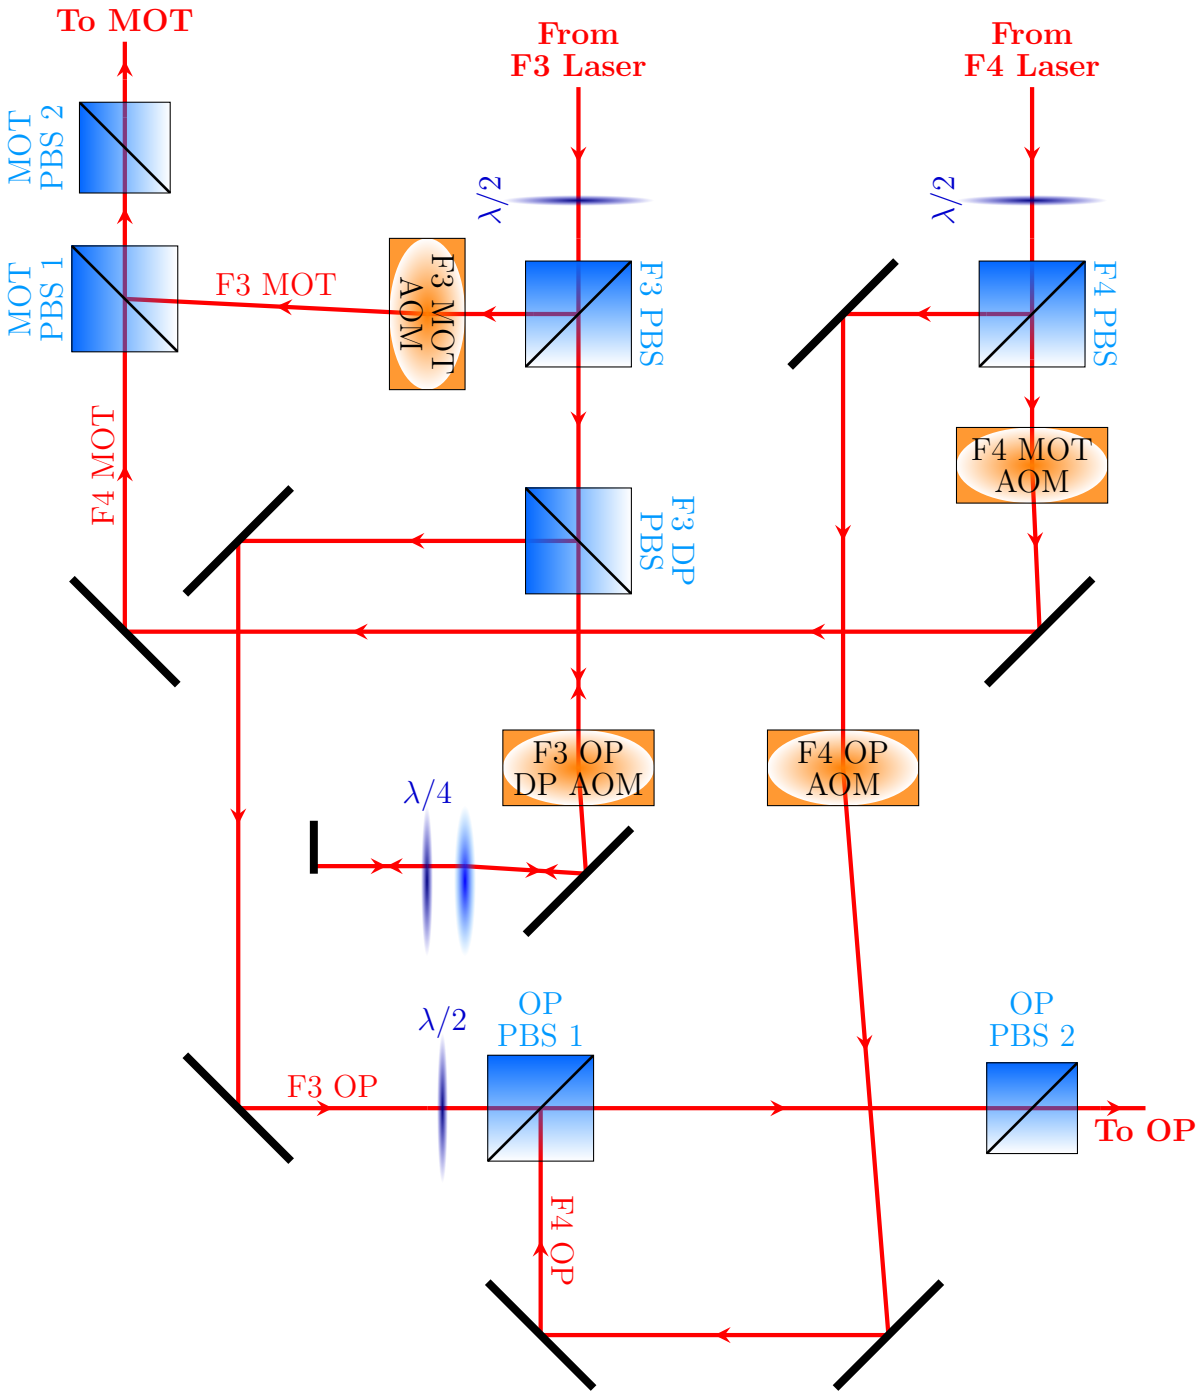 To MOT
From
F3 Laser
From
F4 Laser
MOT
PBS 2
λ/2
λ/2
MOT
PBS 1
F3 MOT
F3 MOT
AOM
F3 PBS
F4 PBS
F4 MOT
F4 MOT
AOM
F3 DP
PBS
F3 OP
DP AOM
F4 OP
AOM
λ/4
OP
PBS 1
OP
PBS 2
λ/2
F3 OP
To OP
F4 OP